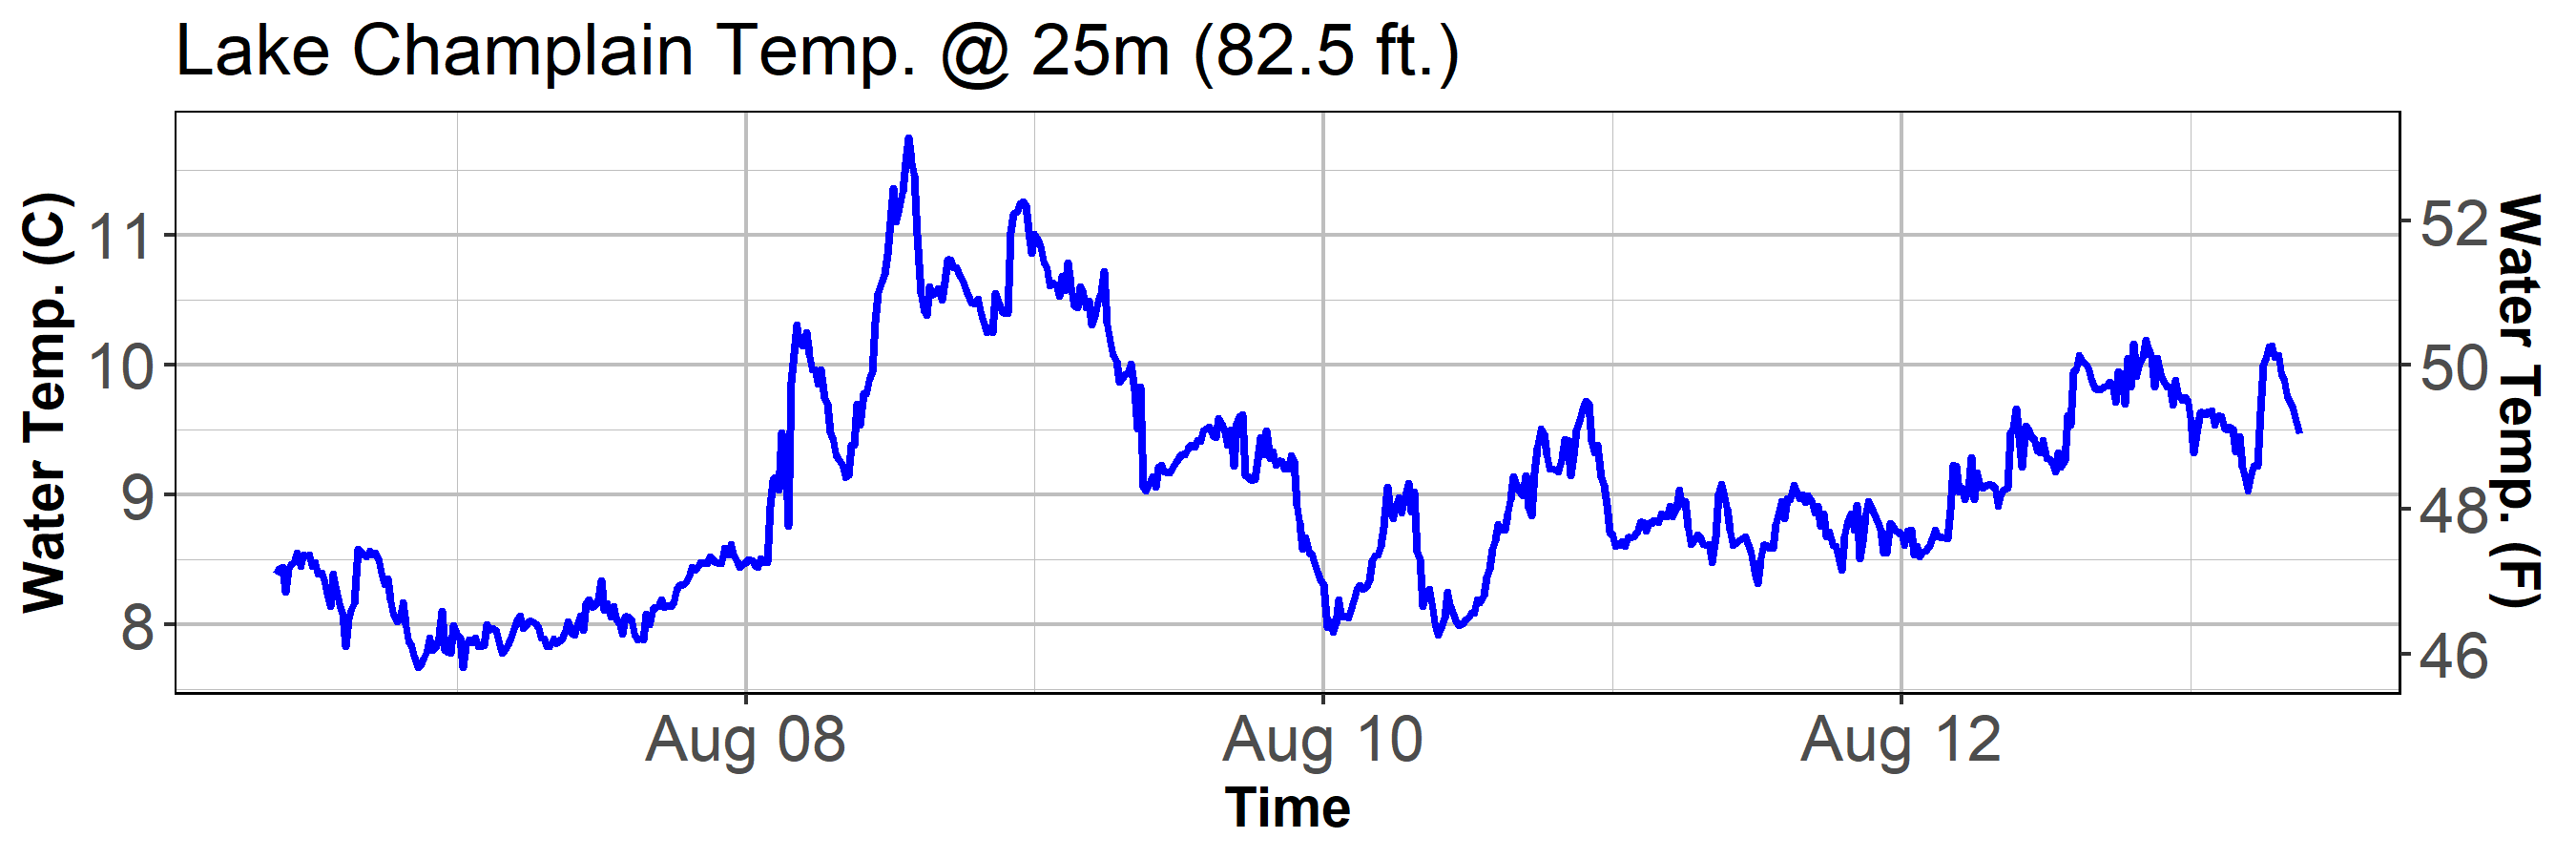 Lake Champlain Temp. @ 25m (82.5 ft.)
Water Temp. (C)
11
10
9
8
52
50
48
46
Water Temp. (F)
Aug 08 Aug 10 Aug 12
Time